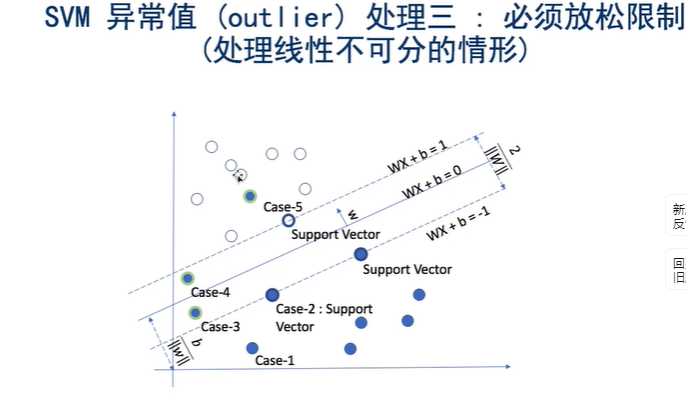 SVM 异常值 (outlier) 处理三 : 必须放松限制
(处理线性不可分的情形)
WX + b = 1
2
||W||
WX + b = 0
WX + b = -1
w
Case-5
Support Vector
Support Vector
Case-4
Case-2 : Support
Vector
Case-3
b
||w||
Case-1
新
反
回
旧